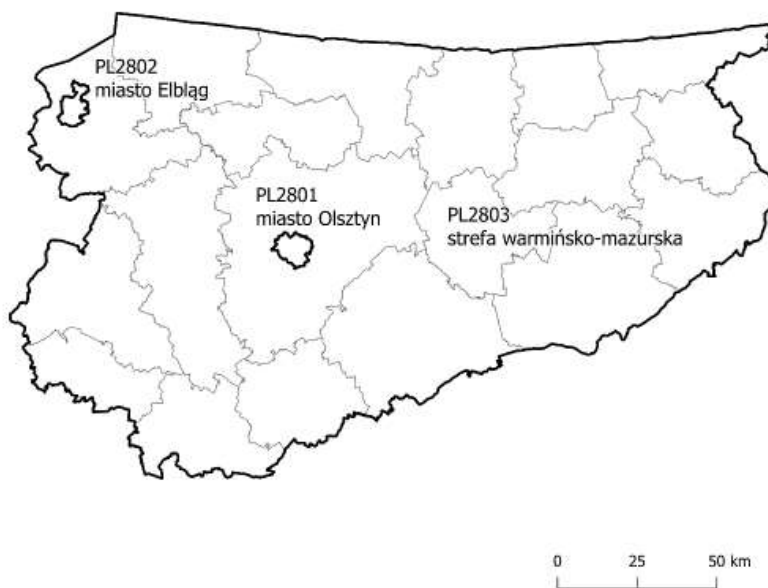 PL2802
miasto Elbląg
PL2801
miasto Olsztyn
PL2803
strefa warmińsko-mazurska
0 25 50 km